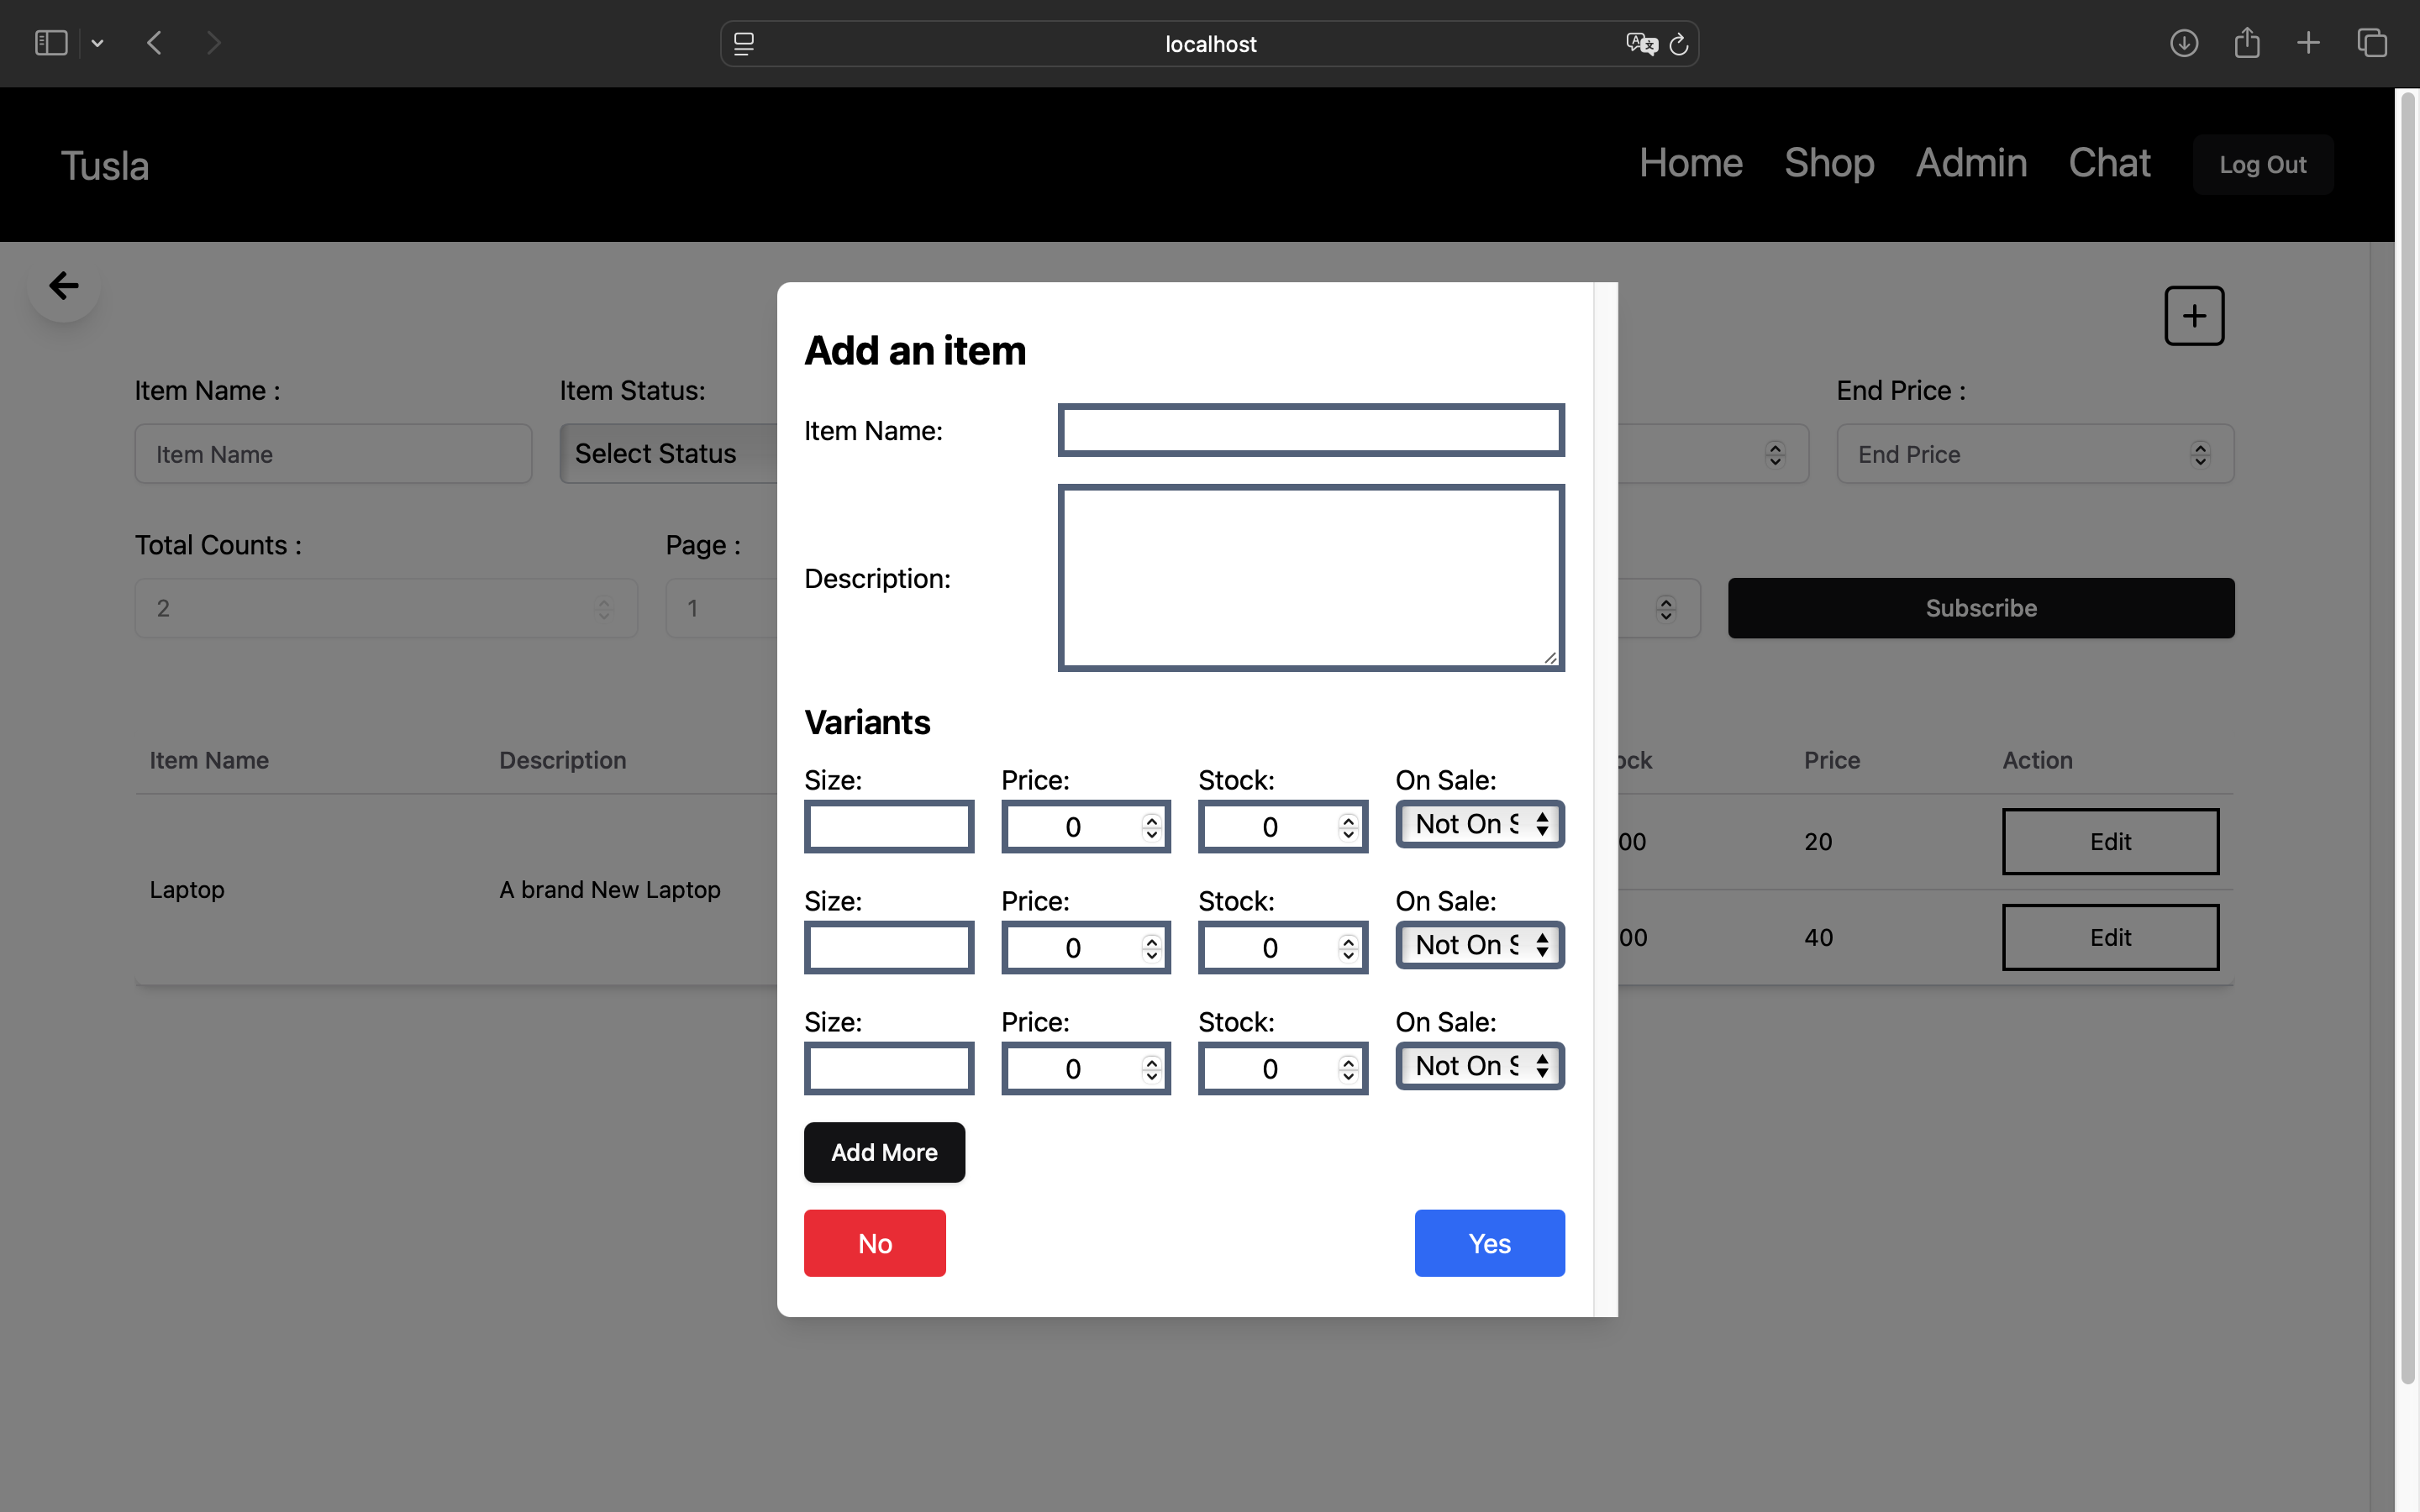 localhost
Tusla
Home Shop Admin Chat Log Out
Item Name :
Item Name
Item Status:
Select Status
End Price :
End Price
Total Counts :
2
Page :
1
Subscribe
Item Name Description Price Action
Laptop A brand New Laptop
20 Edit
40 Edit
Add an item
Item Name:
Description:
Variants
Size: Price: Stock: On Sale:
0 0 Not On S
Size: Price: Stock: On Sale:
0 0 Not On S
Size: Price: Stock: On Sale:
0 0 Not On S
Add More
No Yes